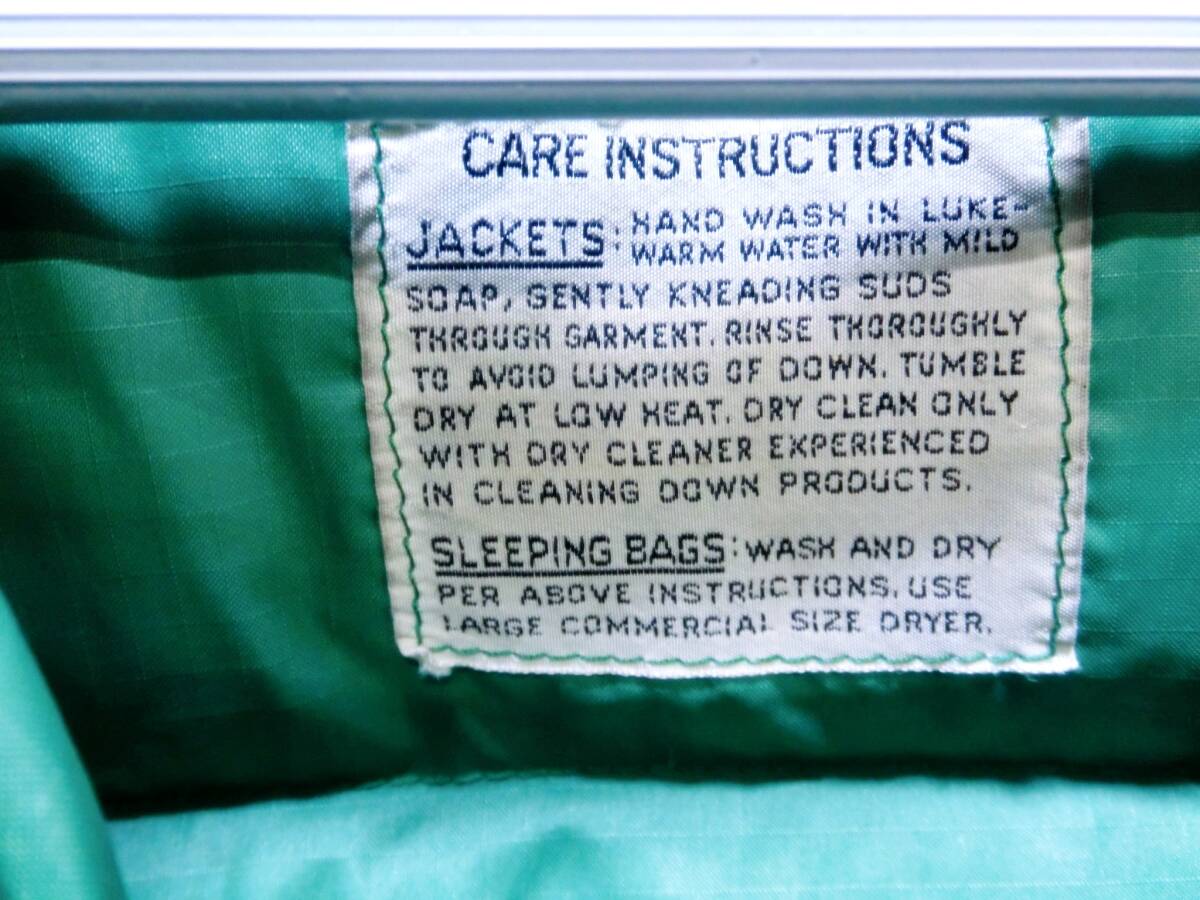 CARE INSTRUCTIONS
JACKETS: HAND WASH IN LUKE-
WARM WATER WITH MILD
SOAP, GENTLY KNEADING SUDS
THROUGH GARMENT. RINSE THOROUGHLY
TO AVOID LUMPING OF DOWN. TUMBLE
DRY AT LOW HEAT. DRY CLEAN ONLY
WITH DRY CLEANER EXPERIENCED
IN CLEANING DOWN PRODUCTS.
SLEEPING BAGS: WASH AND DRY
PER ABOVE INSTRUCTIONS. USE
LARGE COMMERCIAL SIZE DRYER.